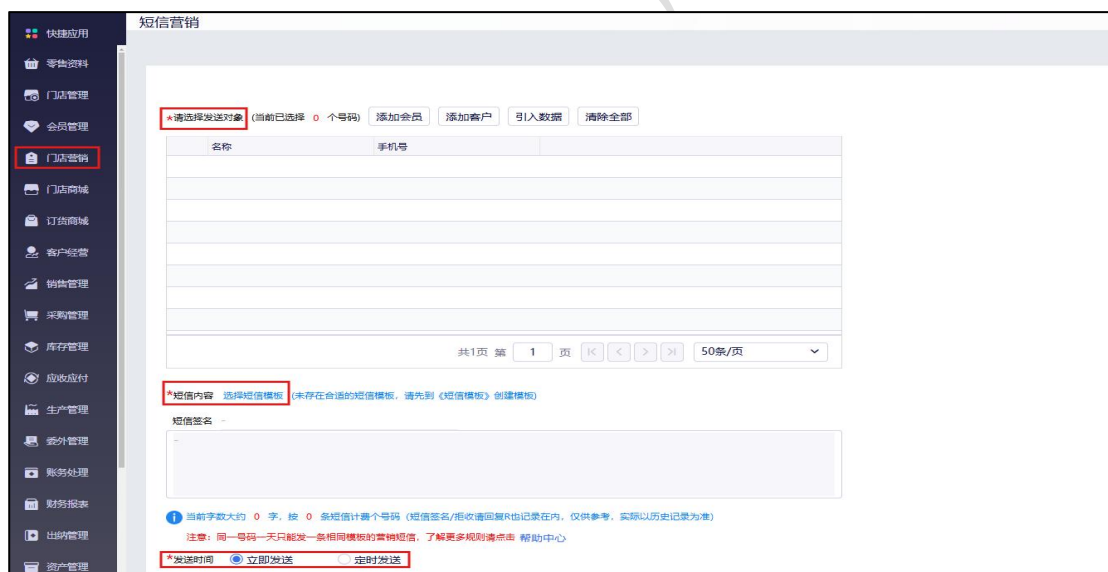 短信营销
快捷应用
零售资料
门店管理
会员管理
门店营销
门店商城
订货商城
客户经营
销售管理
采购管理
库存管理
应收应付
生产管理
委外管理
账务处理
财务报表
出纳管理
资产管理
*请选择发送对象 (当前已选择 0 个号码) 添加会员 添加客户 引入数据 清除全部
名称 手机号
共1页 第 1 页 50条/页
*短信内容 选择短信模板 (未存在合适的短信模板，请先到《短信模板》创建模板)
短信签名 -
-
当前字数大约 0 字，按 0 条短信计费个号码 (短信签名/拒收请回复R也记录在内，仅供参考，实际以历史记录为准)
注意：同一号码一天只能发一条相同模板的营销短信，了解更多规则请点击 帮助中心
*发送时间 立即发送 定时发送